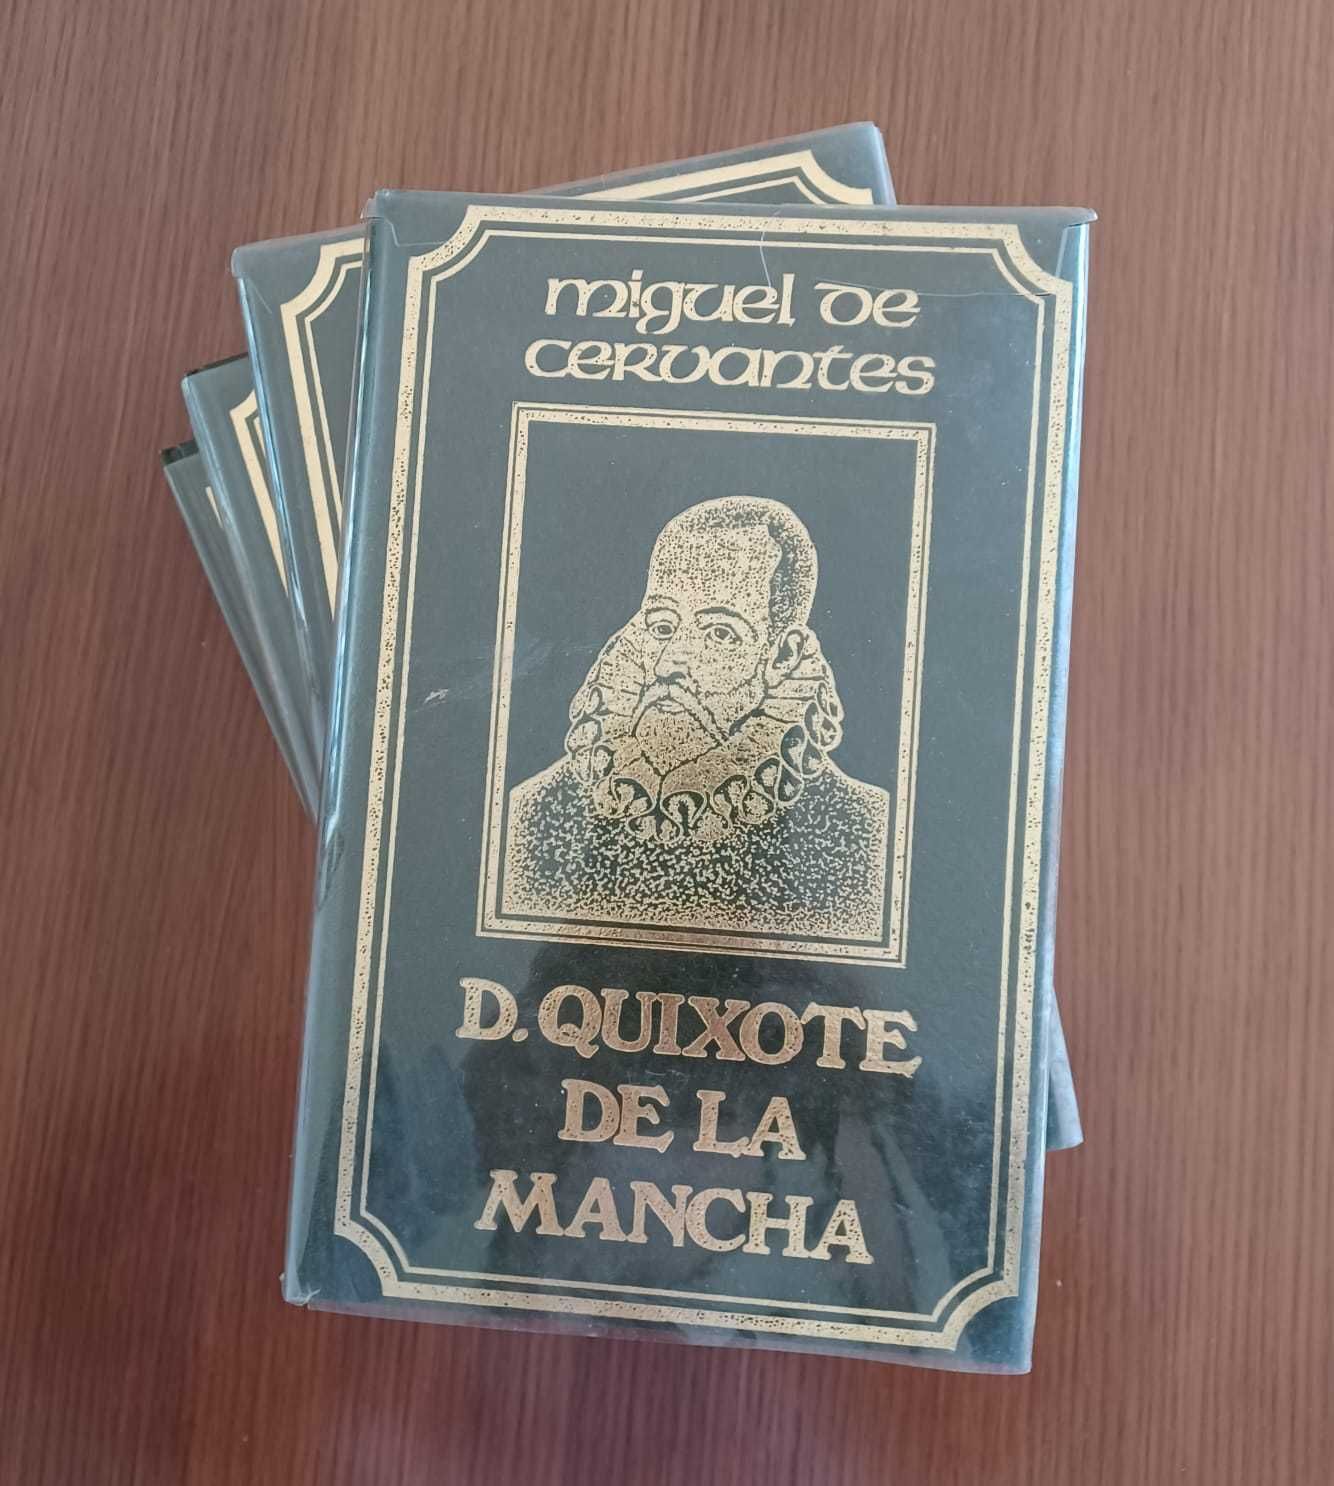 miguel de
cervantes
D. QUIXOTE
DE LA
MANCHA